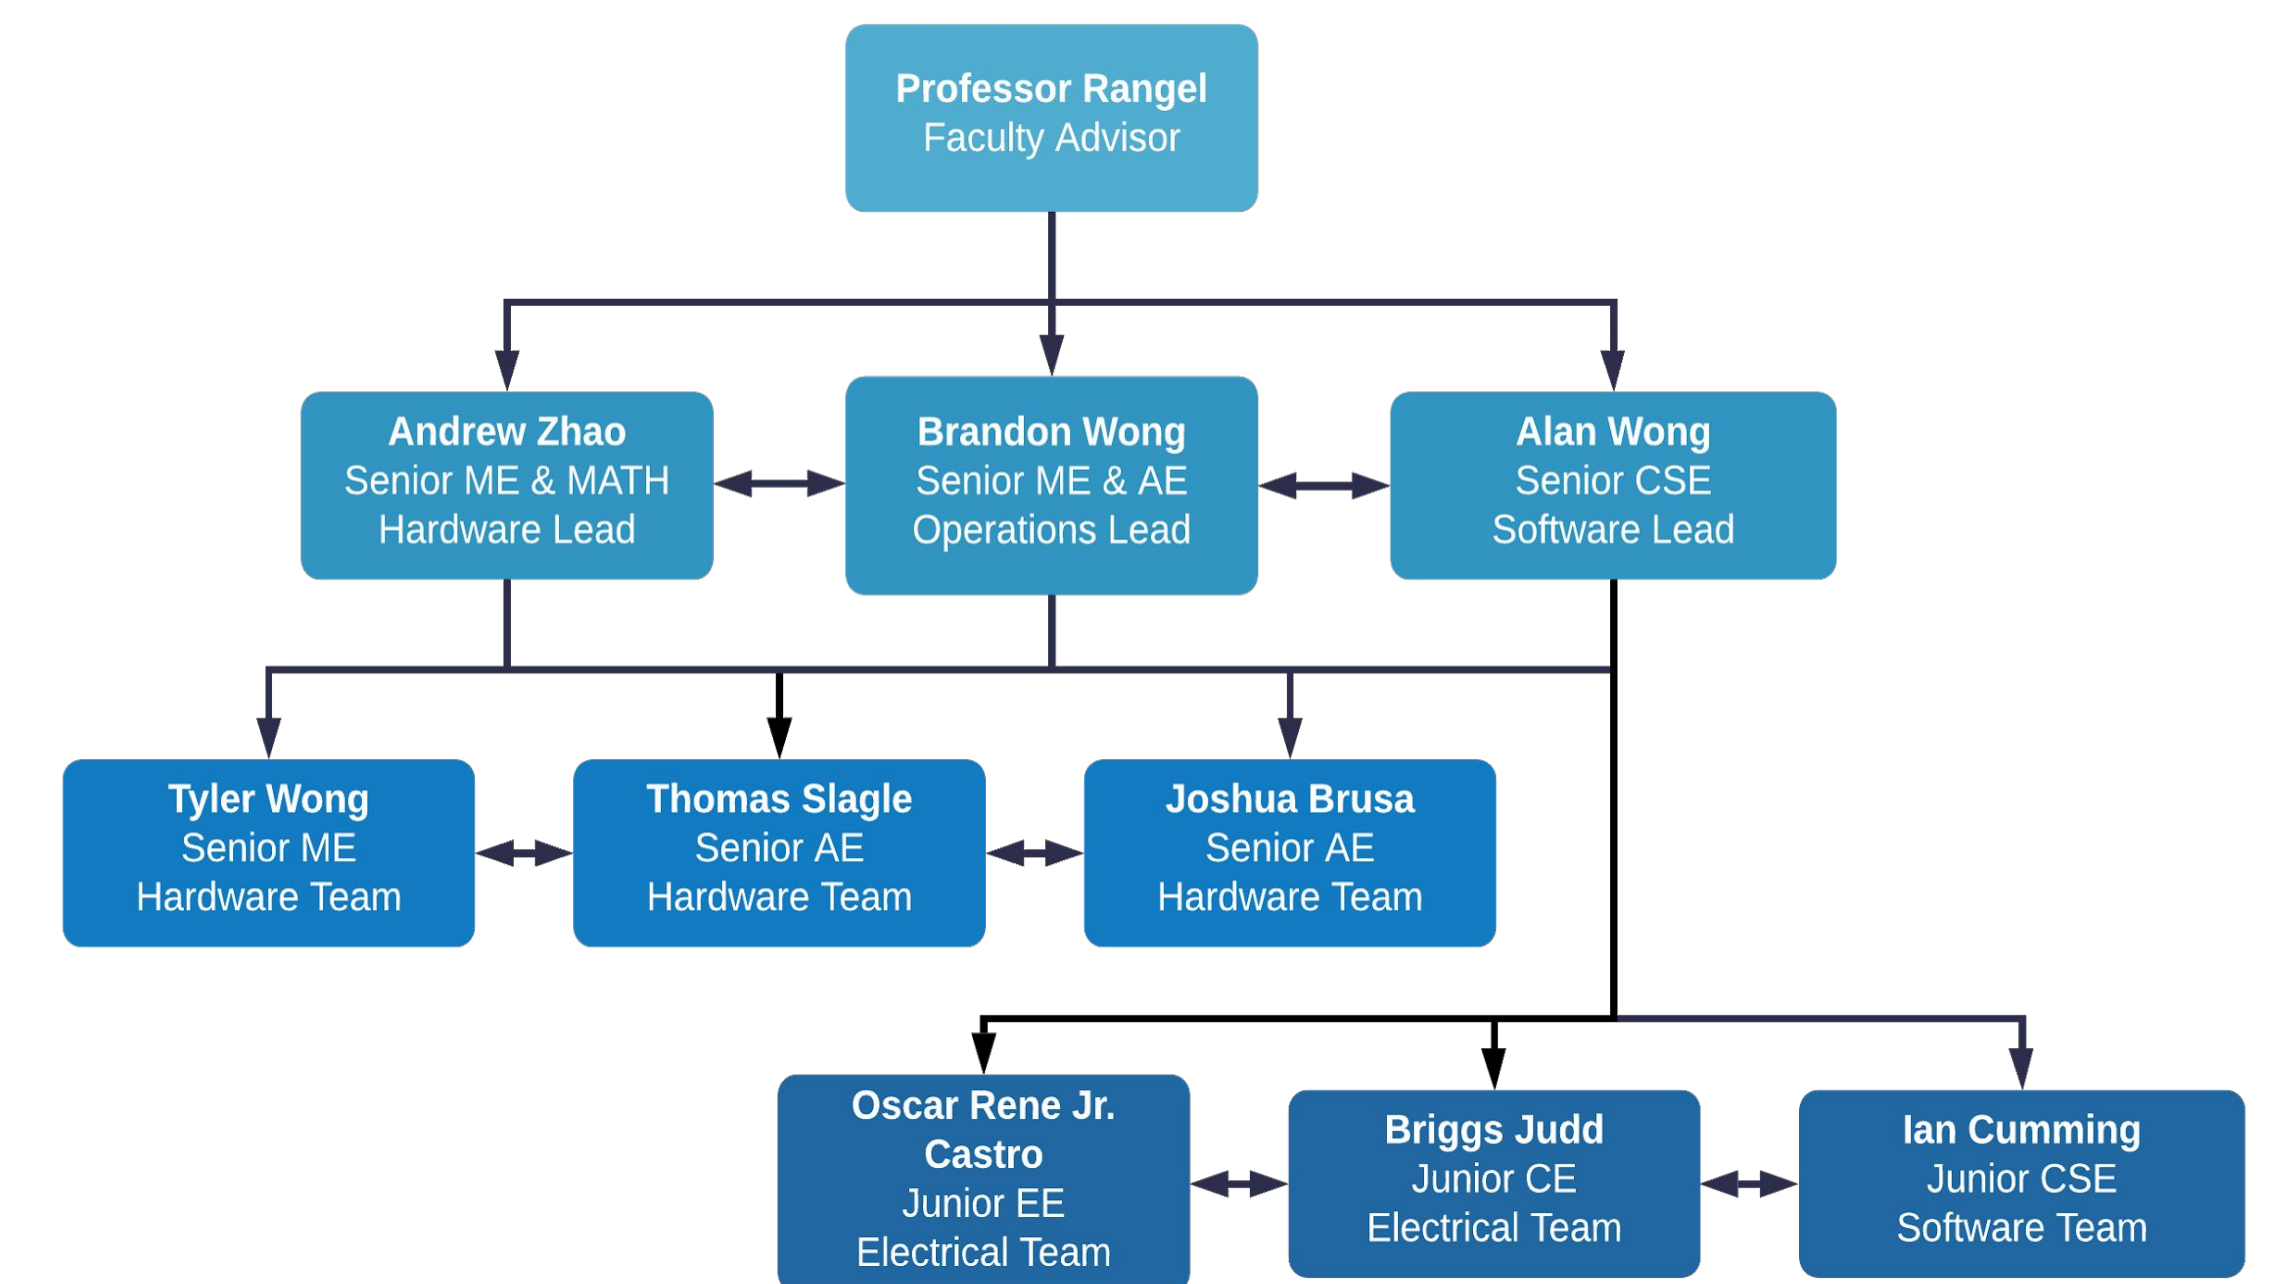 Professor Rangel
Faculty Advisor
Andrew Zhao
Senior ME & MATH
Hardware Lead
Brandon Wong
Senior ME & AE
Operations Lead
Alan Wong
Senior CSE
Software Lead
Tyler Wong
Senior ME
Hardware Team
Thomas Slagle
Senior AE
Hardware Team
Joshua Brusa
Senior AE
Hardware Team
Oscar Rene Jr.
Castro
Junior EE
Electrical Team
Briggs Judd
Junior CE
Electrical Team
Ian Cumming
Junior CSE
Software Team